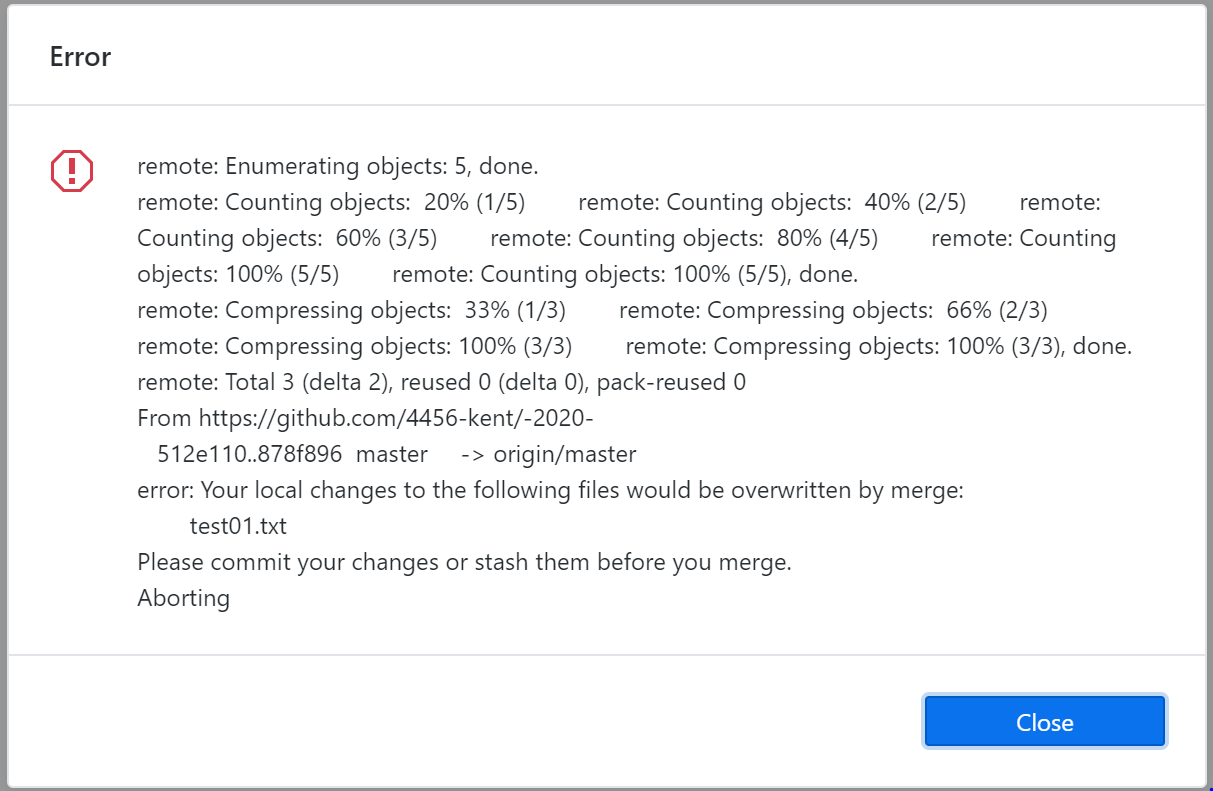 Error
remote: Enumerating objects: 5, done.
remote: Counting objects:  20% (1/5)        remote: Counting objects:  40% (2/5)        remote:
Counting objects:  60% (3/5)        remote: Counting objects:  80% (4/5)        remote: Counting
objects: 100% (5/5)        remote: Counting objects: 100% (5/5), done.
remote: Compressing objects:  33% (1/3)        remote: Compressing objects:  66% (2/3)
remote: Compressing objects: 100% (3/3)        remote: Compressing objects: 100% (3/3), done.
remote: Total 3 (delta 2), reused 0 (delta 0), pack-reused 0
From https://github.com/4456-kent/-2020-
   512e110..878f896  master     -> origin/master
error: Your local changes to the following files would be overwritten by merge:
        test01.txt
Please commit your changes or stash them before you merge.
Aborting
Close